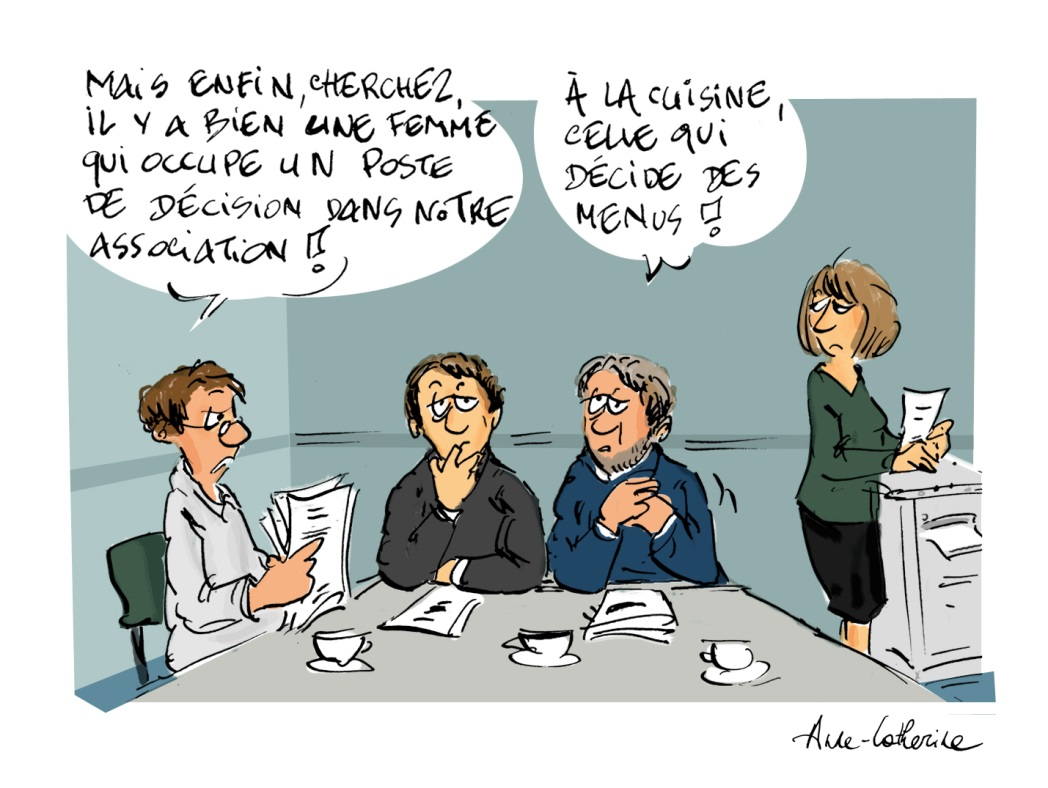 MAIS ENFIN, CHERCHEZ,
IL Y A BIEN UNE FEMME
QUI OCCUPE UN POSTE
DE DÉCISION DANS NOTRE
ASSOCIATION !
À LA CUISINE,
CELLE QUI
DÉCIDE DES
MENUS !
Anne-Catherine